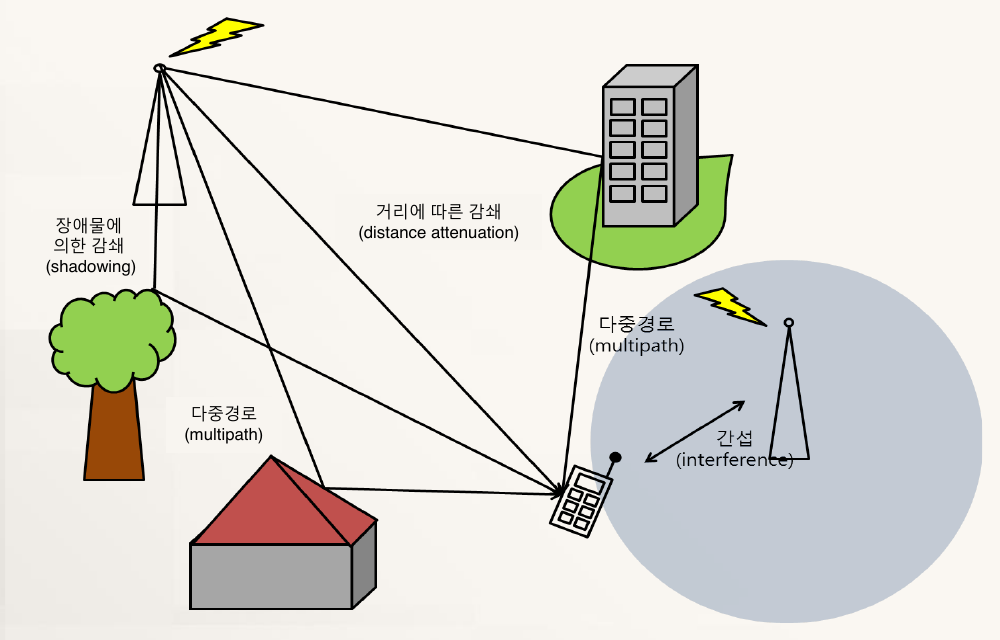 장애물에
의한 감쇄
(shadowing)
거리에 따른 감쇄
(distance attenuation)
다중경로
(multipath)
다중경로
(multipath)
간섭
(interference)